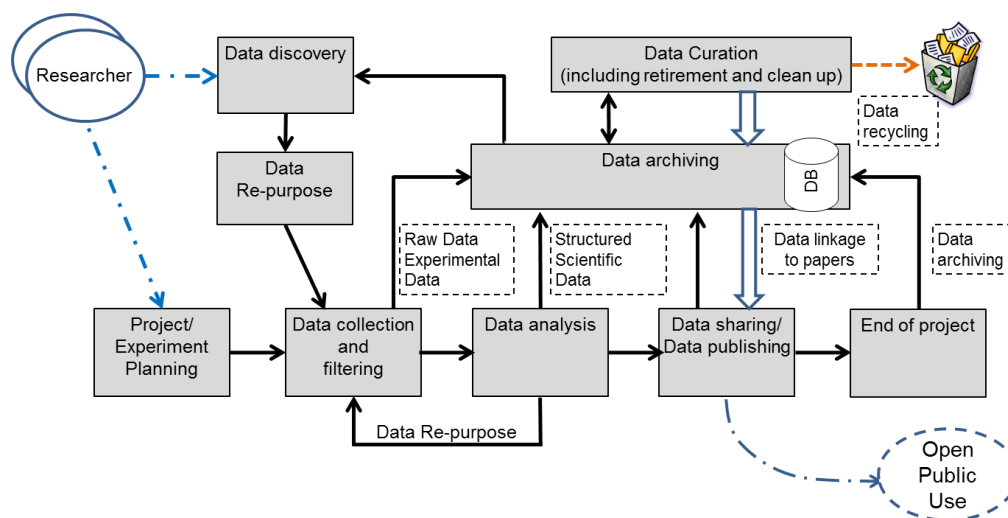 Researcher
Data discovery
Data Curation
(including retirement and clean up)
Data
recycling
Data
Re-purpose
Data archiving
DB
Raw Data
Experimental
Data
Structured
Scientific
Data
Data linkage
to papers
Data
archiving
Project/
Experiment
Planning
Data collection
and
filtering
Data analysis
Data sharing/
Data publishing
End of project
Data Re-purpose
Open
Public
Use